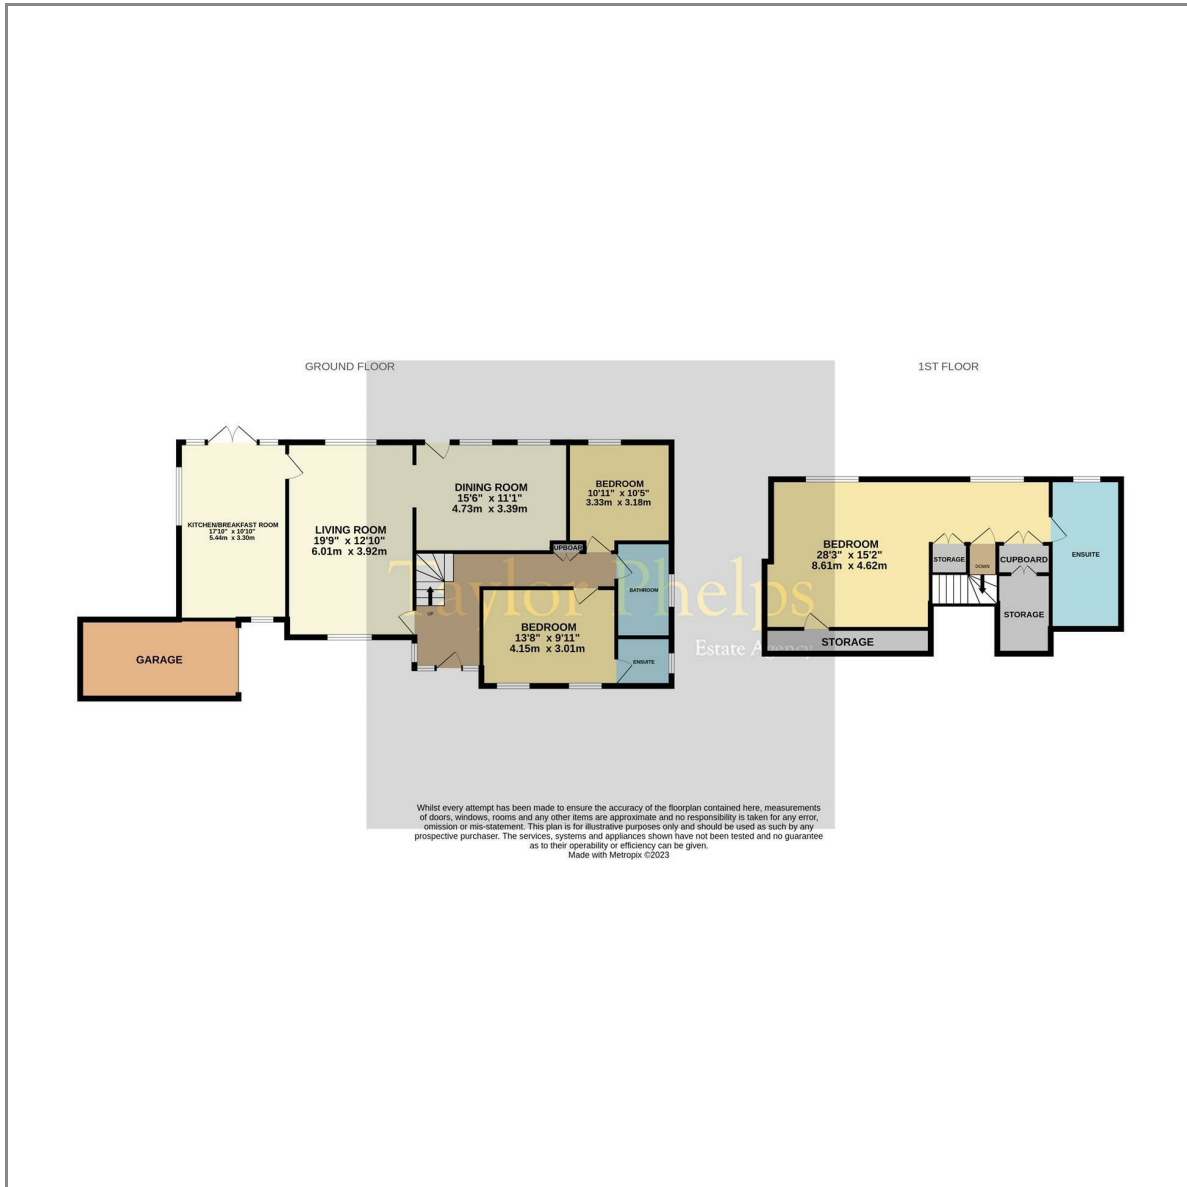 GROUND FLOOR
1ST FLOOR
KITCHEN/BREAKFAST ROOM
17'10" x 10'10"
5.44m x 3.30m
LIVING ROOM
19'9" x 12'10"
6.01m x 3.92m
DINING ROOM
15'6" x 11'1"
4.73m x 3.39m
BEDROOM
10'11" x 10'5"
3.33m x 3.18m
UPBOAR
UP
BATHROOM
BEDROOM
13'8" x 9'11"
4.15m x 3.01m
ENSUITE
GARAGE
BEDROOM
28'3" x 15'2"
8.61m x 4.62m
STORAGE
DOWN
CUPBOARD
STORAGE
ENSUITE
STORAGE
Taylor Phelps
Estate Agency
Whilst every attempt has been made to ensure the accuracy of the floorplan contained here, measurements
of doors, windows, rooms and any other items are approximate and no responsibility is taken for any error,
omission or mis-statement. This plan is for illustrative purposes only and should be used as such by any
prospective purchaser. The services, systems and appliances shown have not been tested and no guarantee
as to their operability or efficiency can be given.
Made with Metropix ©2023